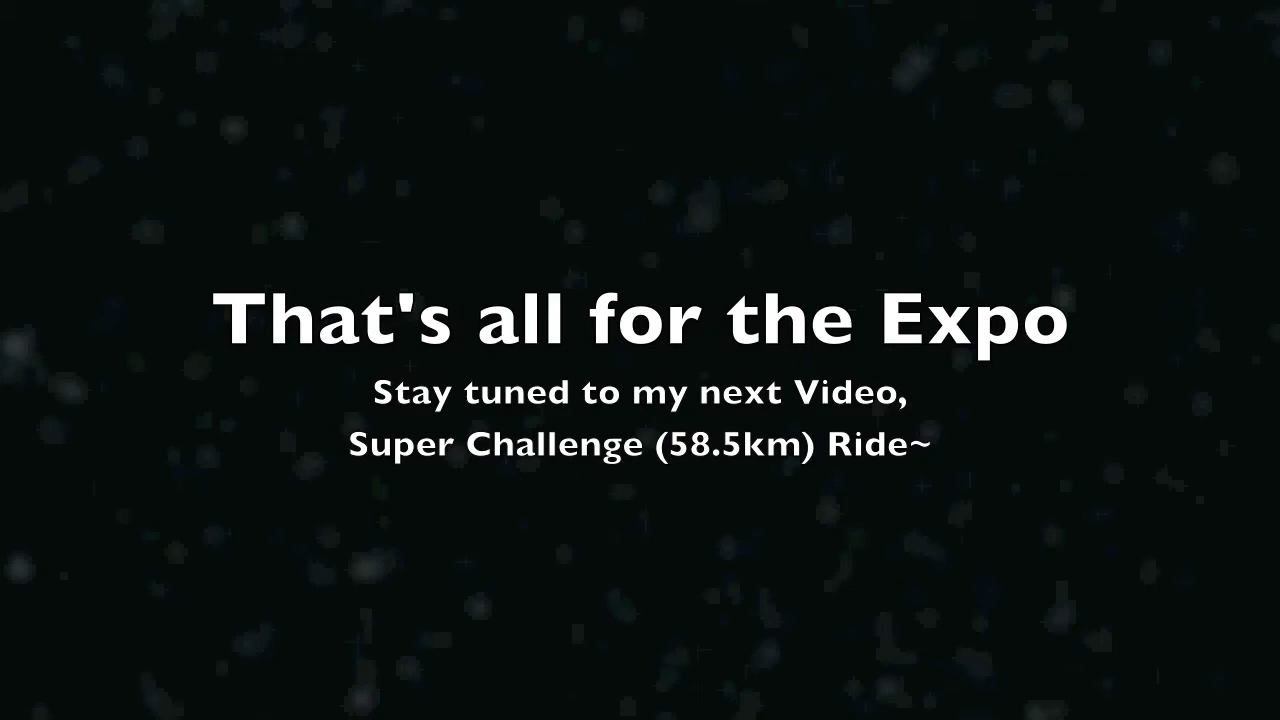 That's all for the Expo
Stay tuned to my next Video,
Super Challenge (58.5km) Ride~